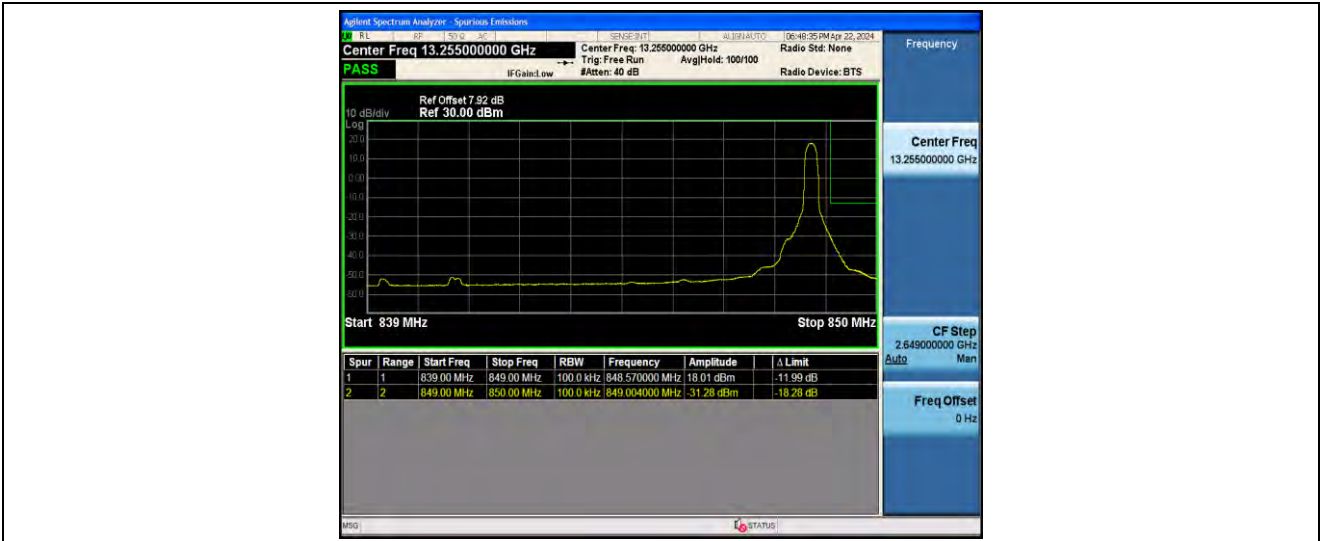 Agilent Spectrum Analyzer - Spurious Emissions
RL RF 50 Ω AC SENSE:INT ALIGN AUTO 06:48:35 PM Apr 22, 2024
Center Freq 13.255000000 GHz
Center Freq: 13.255000000 GHz
Radio Std: None
Trig: Free Run Avg|Hold: 100/100
PASS
IFGain:Low
#Atten: 40 dB
Radio Device: BTS
Ref Offset 7.92 dB
10 dB/div Ref 30.00 dBm
Log
20.0
10.0
0.00
-10.0
-20.0
-30.0
-40.0
-50.0
-60.0
Start 839 MHz Stop 850 MHz
Spur Range Start Freq Stop Freq RBW Frequency Amplitude Δ Limit
1 1 839.00 MHz 849.00 MHz 100.0 kHz 848.570000 MHz 18.01 dBm -11.99 dB
2 2 849.00 MHz 850.00 MHz 100.0 kHz 849.004000 MHz -31.28 dBm -18.28 dB
MSG STATUS
Frequency
Center Freq
13.255000000 GHz
CF Step
2.649000000 GHz
Auto Man
Freq Offset
0 Hz